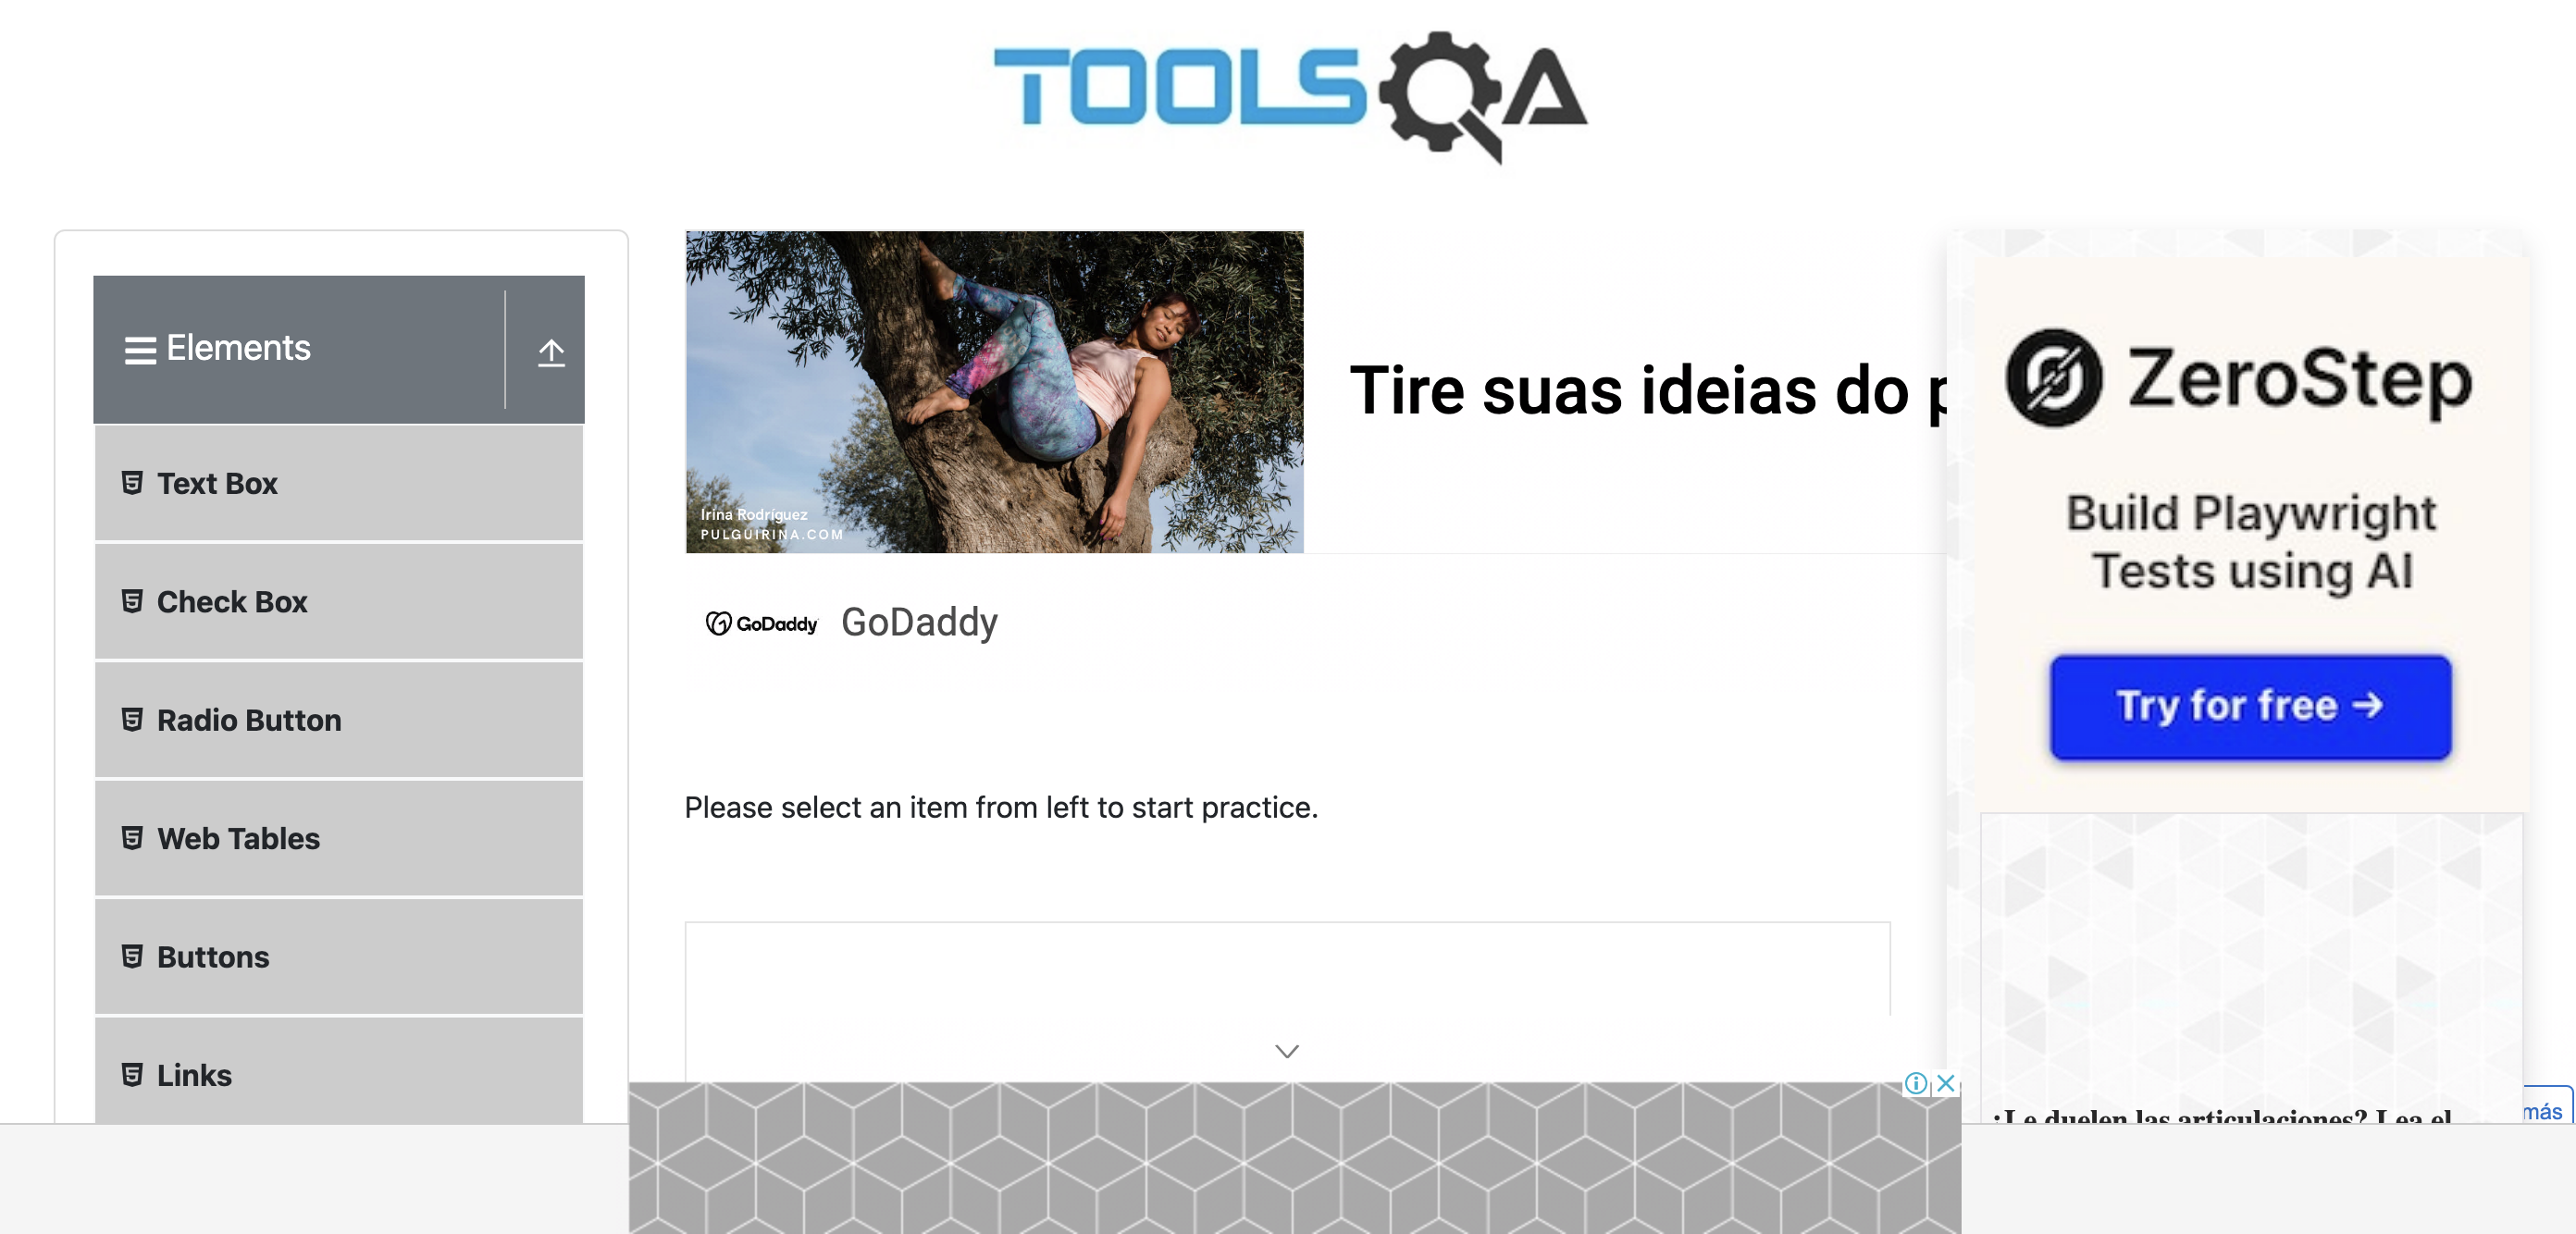 TOOLSQA
Elements
Text Box
Check Box
Radio Button
Web Tables
Buttons
Links
Irina Rodríguez
PULGUIRINA.COM
Tire suas ideias do p
GoDaddy GoDaddy
Please select an item from left to start practice.
ZeroStep
Build Playwright
Tests using AI
Try for free →
¿Le duelen las articulaciones? Lea el
más